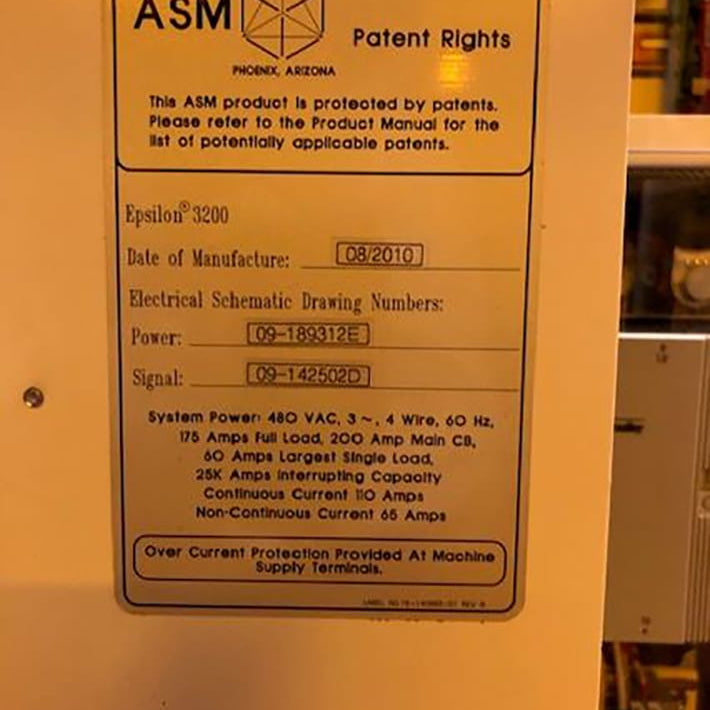 ASM
Patent Rights
PHOENIX, ARIZONA
This ASM product is protected by patents.
Please refer to the Product Manual for the
list of potentially applicable patents.
Epsilon® 3200
Date of Manufacture: 08/2010
Electrical Schematic Drawing Numbers:
Power: 09-189312E
Signal: 09-142502D
System Power: 480 VAC, 3 ~, 4 Wire, 60 Hz,
175 Amps Full Load, 200 Amp Main CB,
60 Amps Largest Single Load,
25K Amps Interrupting Capacity
Continuous Current 110 Amps
Non-Continuous Current 65 Amps
Over Current Protection Provided At Machine
Supply Terminals.